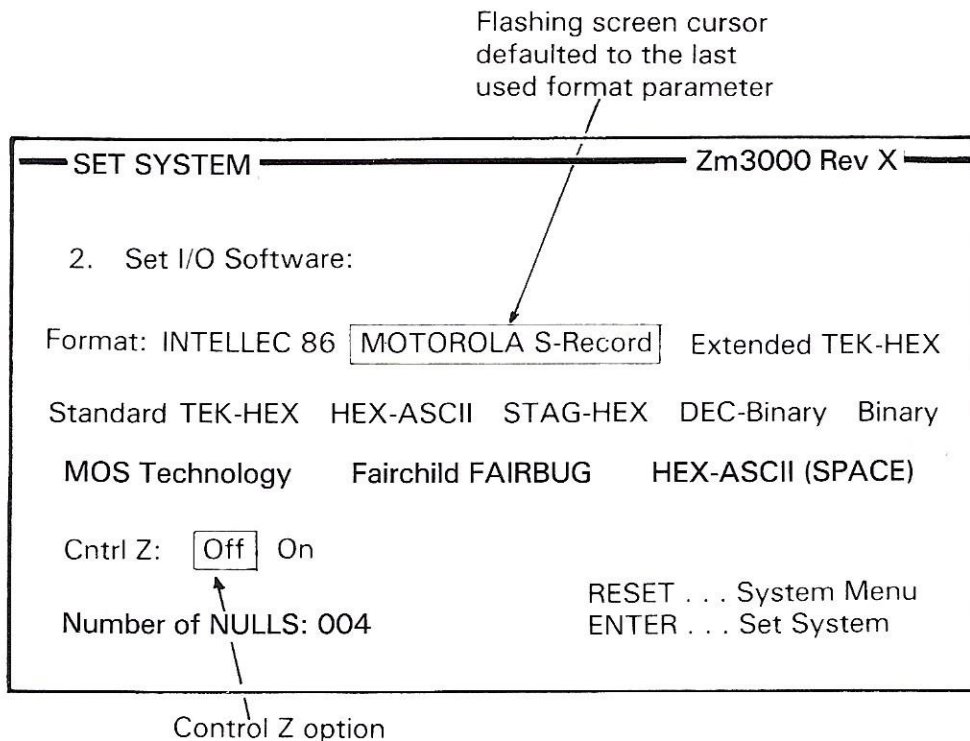 Flashing screen cursor
defaulted to the last
used format parameter
SET SYSTEM Zm3000 Rev X
2. Set I/O Software:
Format: INTELLEC 86 MOTOROLA S-Record Extended TEK-HEX
Standard TEK-HEX HEX-ASCII STAG-HEX DEC-Binary Binary
MOS Technology Fairchild FAIRBUG HEX-ASCII (SPACE)
Cntrl Z: Off On
RESET . . . System Menu
Number of NULLS: 004 ENTER . . . Set System
Control Z option